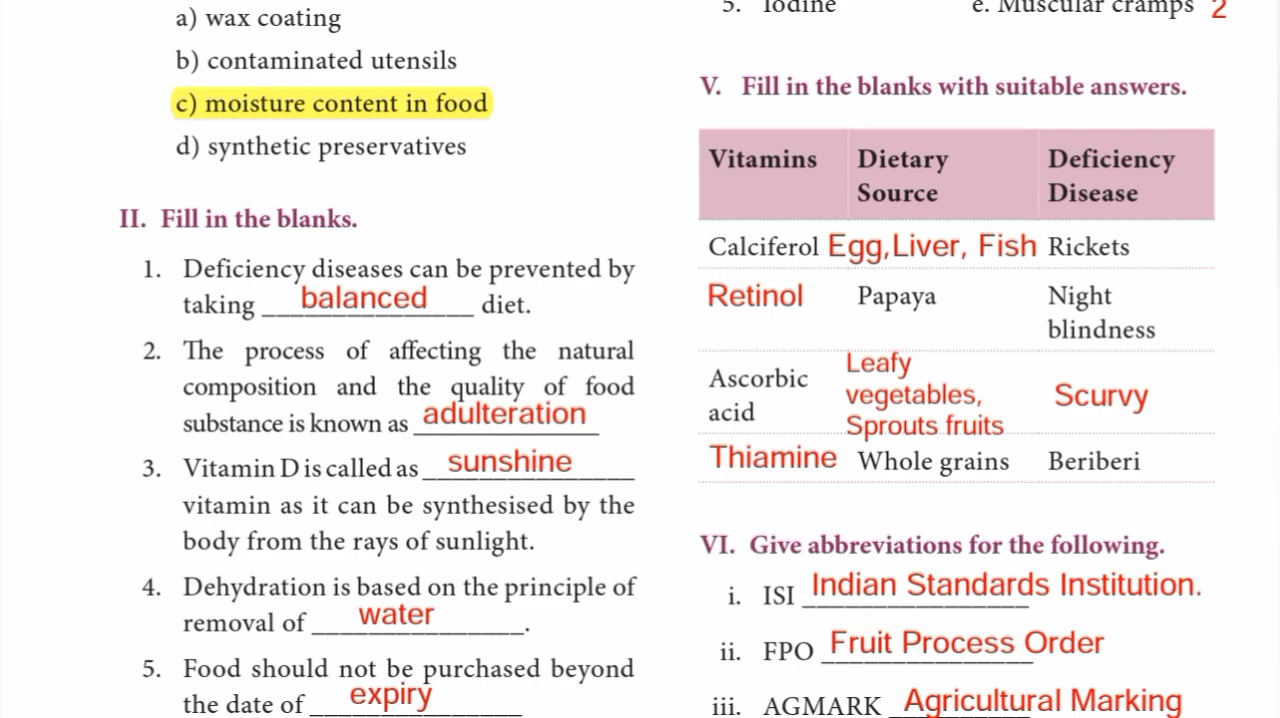 a) wax coating
b) contaminated utensils
c) moisture content in food
d) synthetic preservatives
II. Fill in the blanks.
1. Deficiency diseases can be prevented by
taking balanced diet.
2. The process of affecting the natural
composition and the quality of food
substance is known as adulteration
3. Vitamin D is called as sunshine
vitamin as it can be synthesised by the
body from the rays of sunlight.
4. Dehydration is based on the principle of
removal of water.
5. Food should not be purchased beyond
the date of expiry
5. Iodine e. Muscular cramps 2
V. Fill in the blanks with suitable answers.
Vitamins Dietary Source Deficiency Disease
Calciferol Egg,Liver, Fish Rickets
Retinol Papaya Night blindness
Ascorbic acid Leafy vegetables, Sprouts fruits Scurvy
Thiamine Whole grains Beriberi
VI. Give abbreviations for the following.
i. ISI Indian Standards Institution.
ii. FPO Fruit Process Order
iii. AGMARK Agricultural Marking